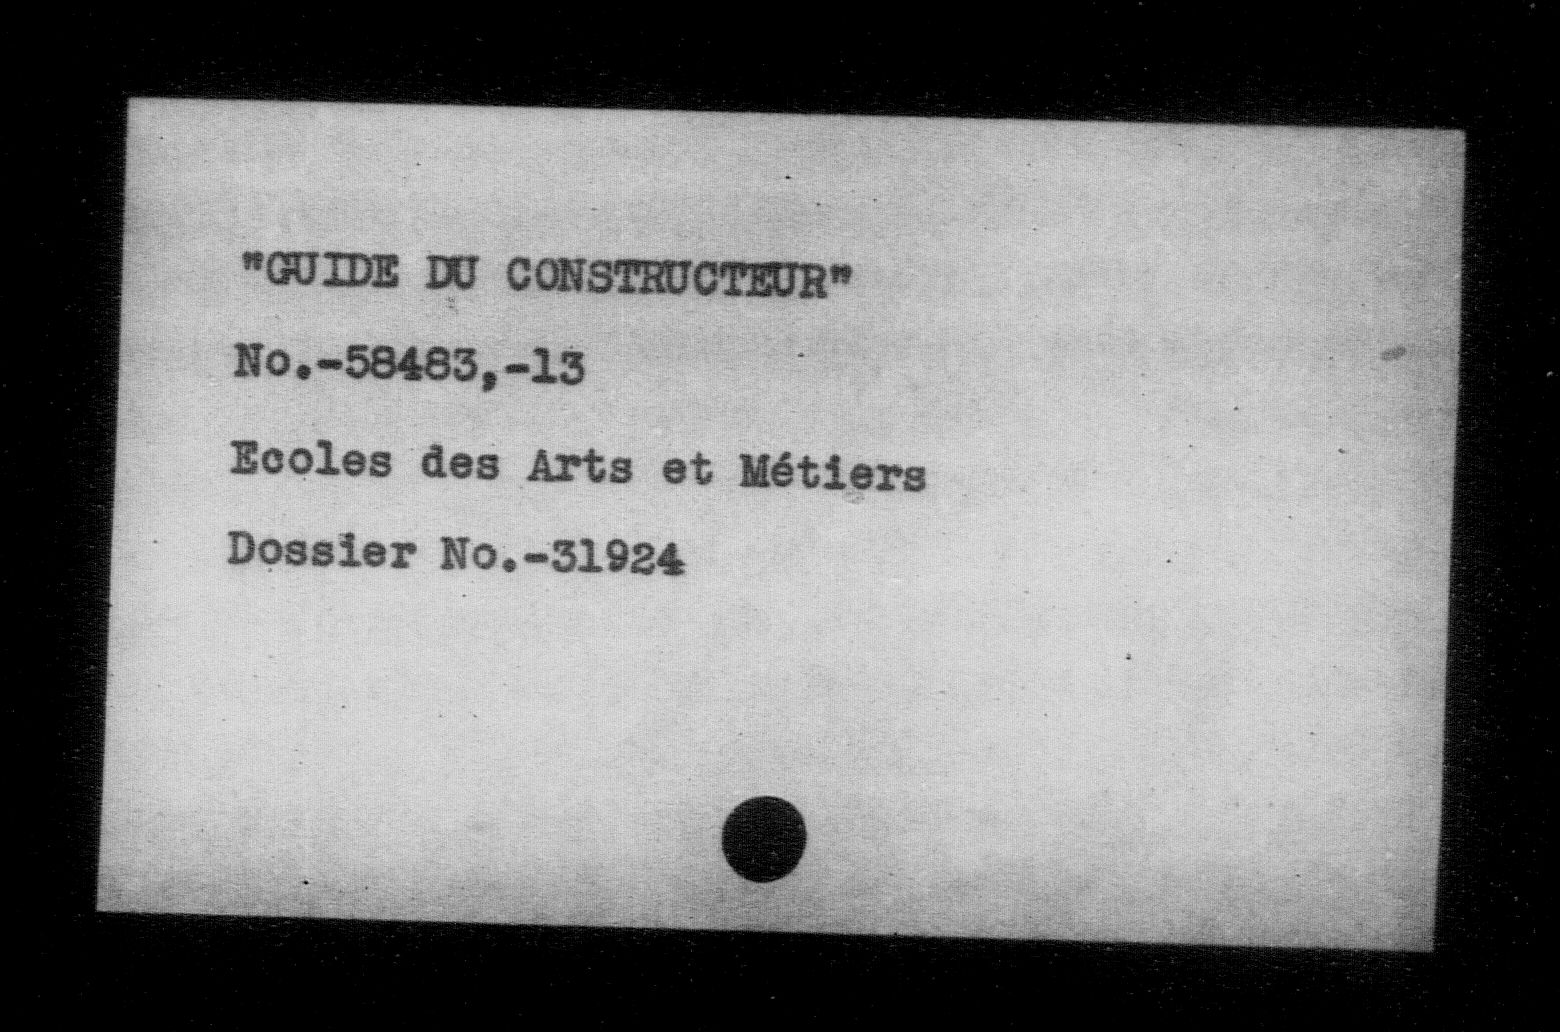 "GUIDE DU CONSTRUCTEUR"
No.-58483,-13
Ecoles des Arts et Métiers
Dossier No.-31924